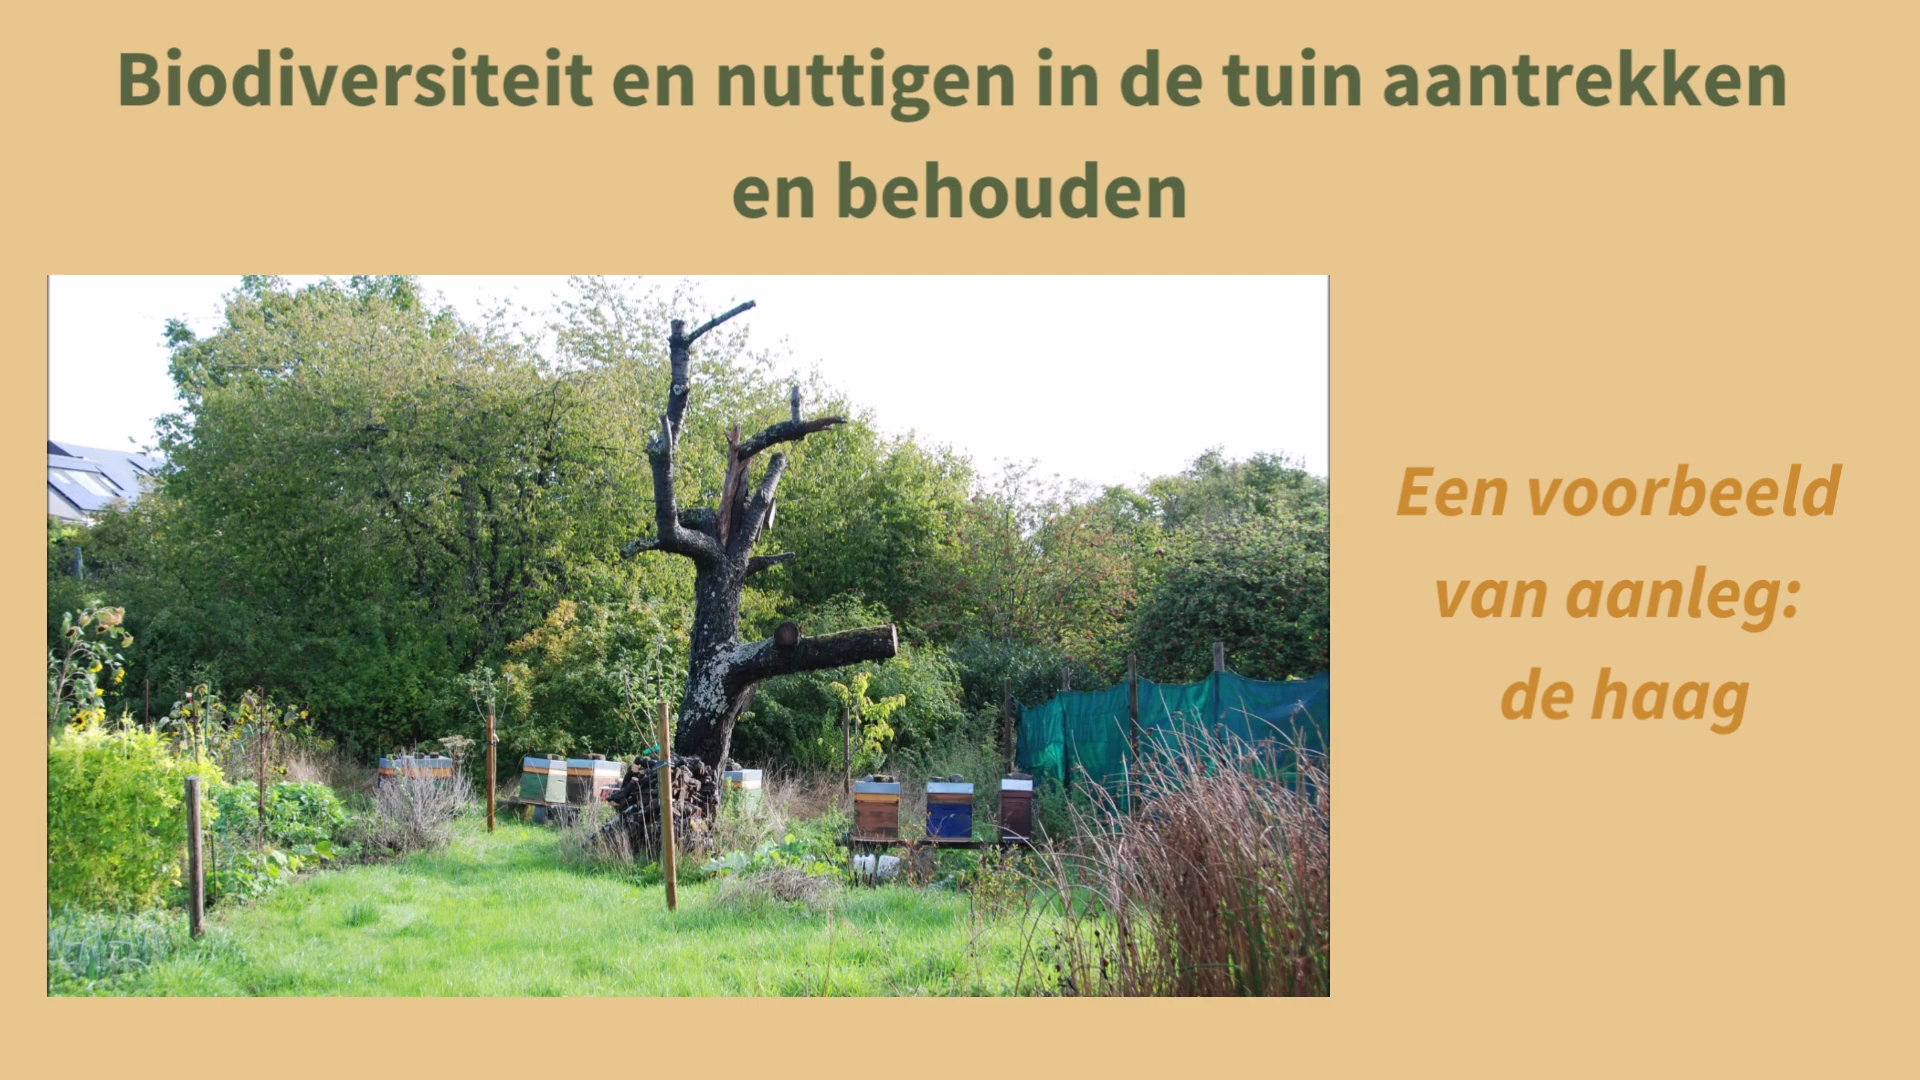 Biodiversiteit en nuttigen in de tuin aantrekken
en behouden
Een voorbeeld
van aanleg:
de haag